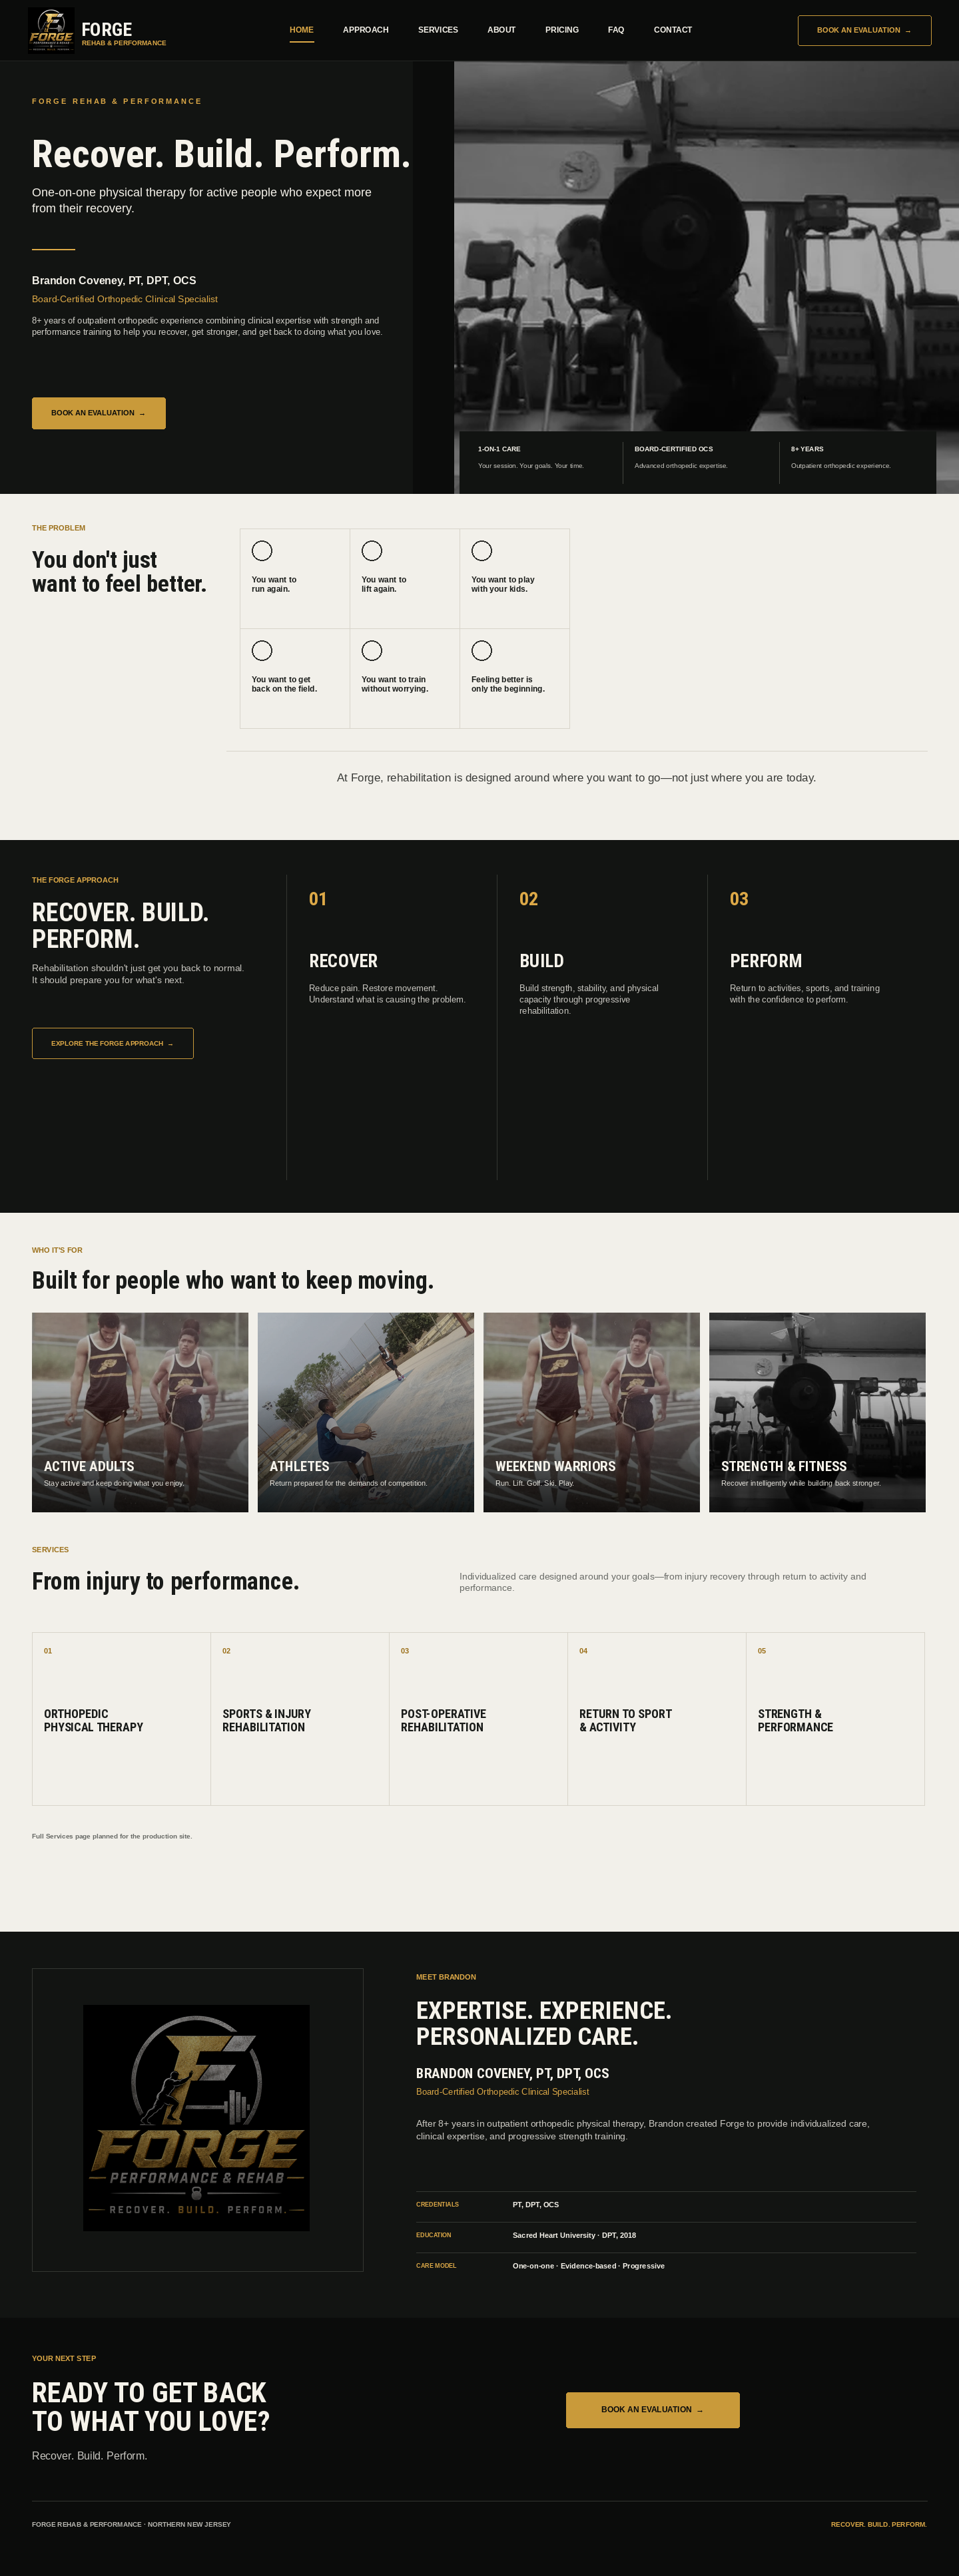 FORGE
PERFORMANCE & REHAB
FORGE
REHAB & PERFORMANCE
HOME
APPROACH
SERVICES
ABOUT
PRICING
FAQ
CONTACT
BOOK AN EVALUATION →
FORGE REHAB & PERFORMANCE
Recover. Build. Perform.
One-on-one physical therapy for active people who expect more
from their recovery.
Brandon Coveney, PT, DPT, OCS
Board-Certified Orthopedic Clinical Specialist
8+ years of outpatient orthopedic experience combining clinical expertise with strength and
performance training to help you recover, get stronger, and get back to doing what you love.
BOOK AN EVALUATION →
1-ON-1 CARE
Your session. Your goals. Your time.
BOARD-CERTIFIED OCS
Advanced orthopedic expertise.
8+ YEARS
Outpatient orthopedic experience.
THE PROBLEM
You don't just
want to feel better.
You want to
run again.
You want to
lift again.
You want to play
with your kids.
You want to get
back on the field.
You want to train
without worrying.
Feeling better is
only the beginning.
At Forge, rehabilitation is designed around where you want to go—not just where you are today.
THE FORGE APPROACH
RECOVER. BUILD.
PERFORM.
Rehabilitation shouldn't just get you back to normal.
It should prepare you for what's next.
EXPLORE THE FORGE APPROACH →
01
RECOVER
Reduce pain. Restore movement.
Understand what is causing the problem.
02
BUILD
Build strength, stability, and physical
capacity through progressive
rehabilitation.
03
PERFORM
Return to activities, sports, and training
with the confidence to perform.
WHO IT'S FOR
Built for people who want to keep moving.
ACTIVE ADULTS
Stay active and keep doing what you enjoy.
ATHLETES
Return prepared for the demands of competition.
WEEKEND WARRIORS
Run. Lift. Golf. Ski. Play.
STRENGTH & FITNESS
Recover intelligently while building back stronger.
SERVICES
From injury to performance.
Individualized care designed around your goals—from injury recovery through return to activity and
performance.
01
ORTHOPEDIC
PHYSICAL THERAPY
02
SPORTS & INJURY
REHABILITATION
03
POST-OPERATIVE
REHABILITATION
04
RETURN TO SPORT
& ACTIVITY
05
STRENGTH &
PERFORMANCE
Full Services page planned for the production site.
FORGE
PERFORMANCE & REHAB
RECOVER. BUILD. PERFORM.
MEET BRANDON
EXPERTISE. EXPERIENCE.
PERSONALIZED CARE.
BRANDON COVENEY, PT, DPT, OCS
Board-Certified Orthopedic Clinical Specialist
After 8+ years in outpatient orthopedic physical therapy, Brandon created Forge to provide individualized care,
clinical expertise, and progressive strength training.
CREDENTIALS
PT, DPT, OCS
EDUCATION
Sacred Heart University · DPT, 2018
CARE MODEL
One-on-one · Evidence-based · Progressive
YOUR NEXT STEP
READY TO GET BACK
TO WHAT YOU LOVE?
Recover. Build. Perform.
BOOK AN EVALUATION →
FORGE REHAB & PERFORMANCE · NORTHERN NEW JERSEY
RECOVER. BUILD. PERFORM.